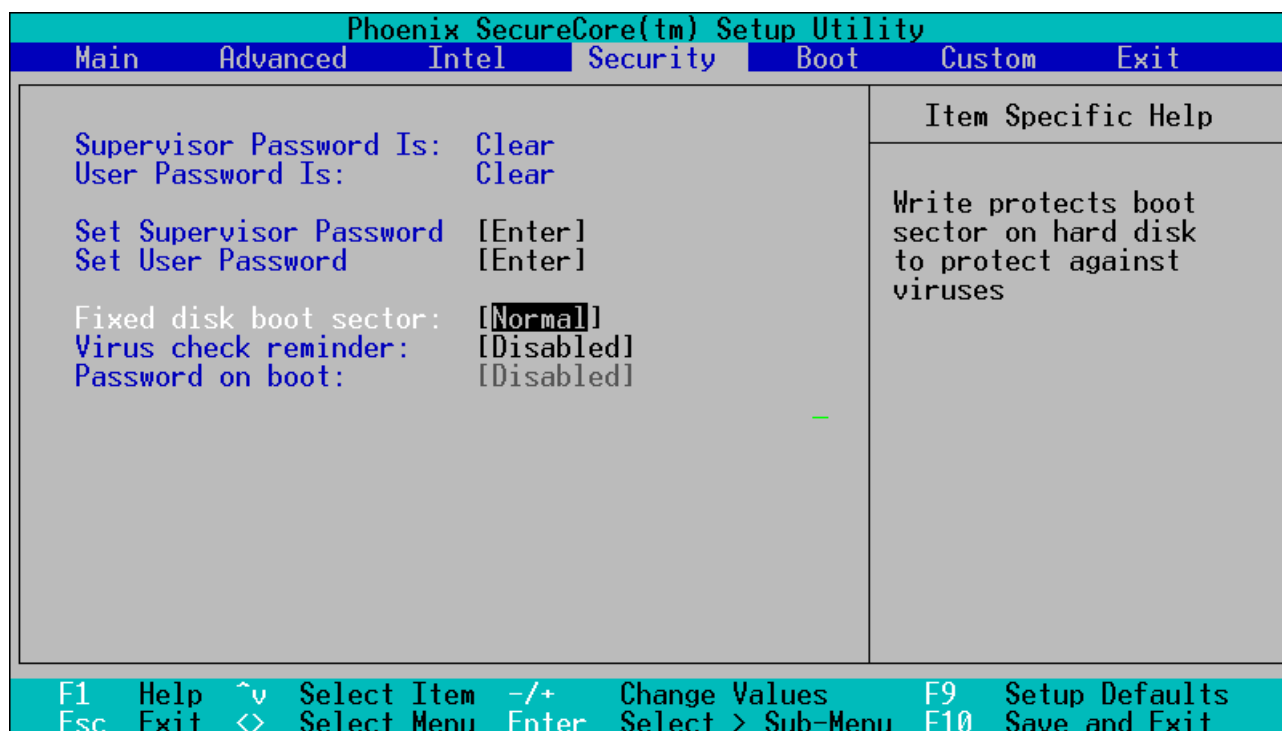 Phoenix SecureCore(tm) Setup Utility
Main Advanced Intel Security Boot Custom Exit
Item Specific Help
Supervisor Password Is: Clear
User Password Is: Clear
Set Supervisor Password [Enter]
Set User Password [Enter]
Fixed disk boot sector: [Normal]
Virus check reminder: [Disabled]
Password on boot: [Disabled]
Write protects boot
sector on hard disk
to protect against
viruses
F1 Help ^v Select Item -/+ Change Values F9 Setup Defaults
Esc Exit <> Select Menu Enter Select > Sub-Menu F10 Save and Exit